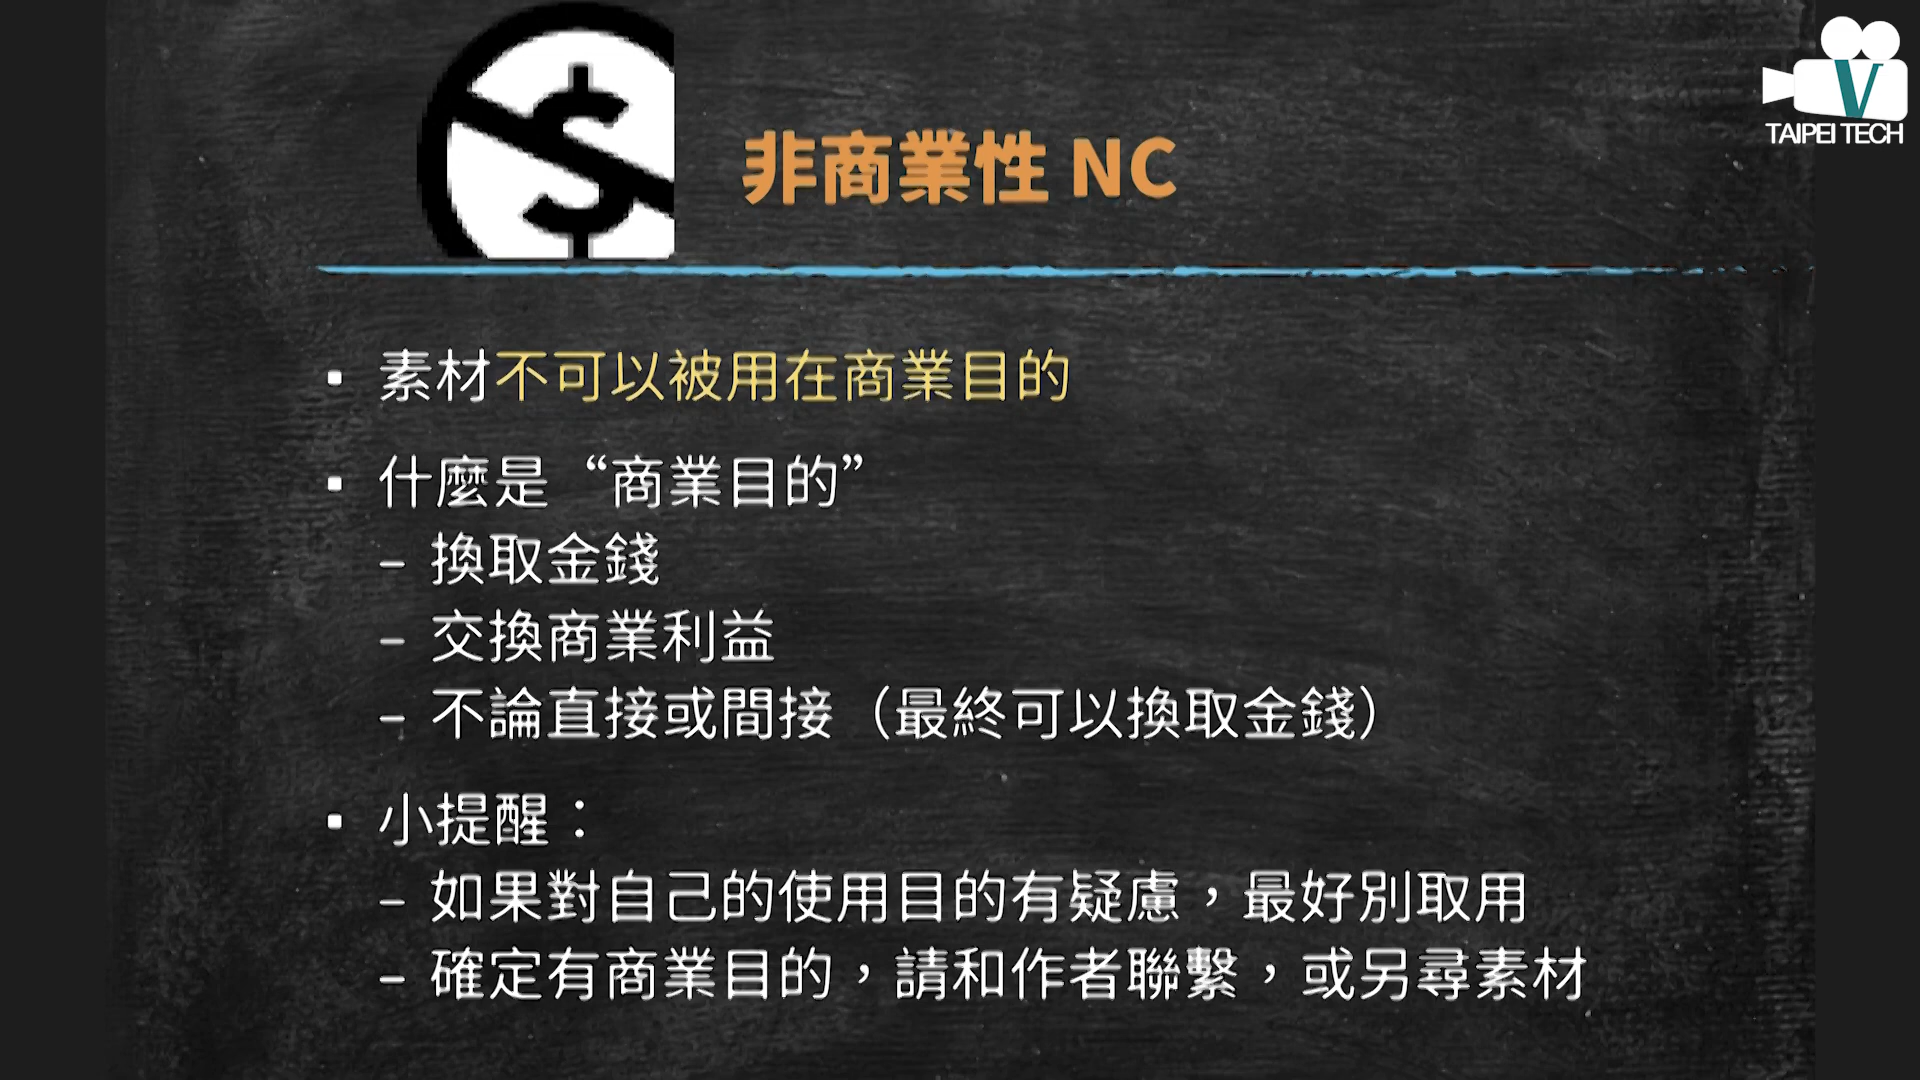 V
TAIPEI TECH
非商業性 NC
▪ 素材不可以被用在商業目的
▪ 什麼是“商業目的”
– 換取金錢
– 交換商業利益
– 不論直接或間接（最終可以換取金錢）
▪ 小提醒：
– 如果對自己的使用目的有疑慮，最好別取用
– 確定有商業目的，請和作者聯繫，或另尋素材